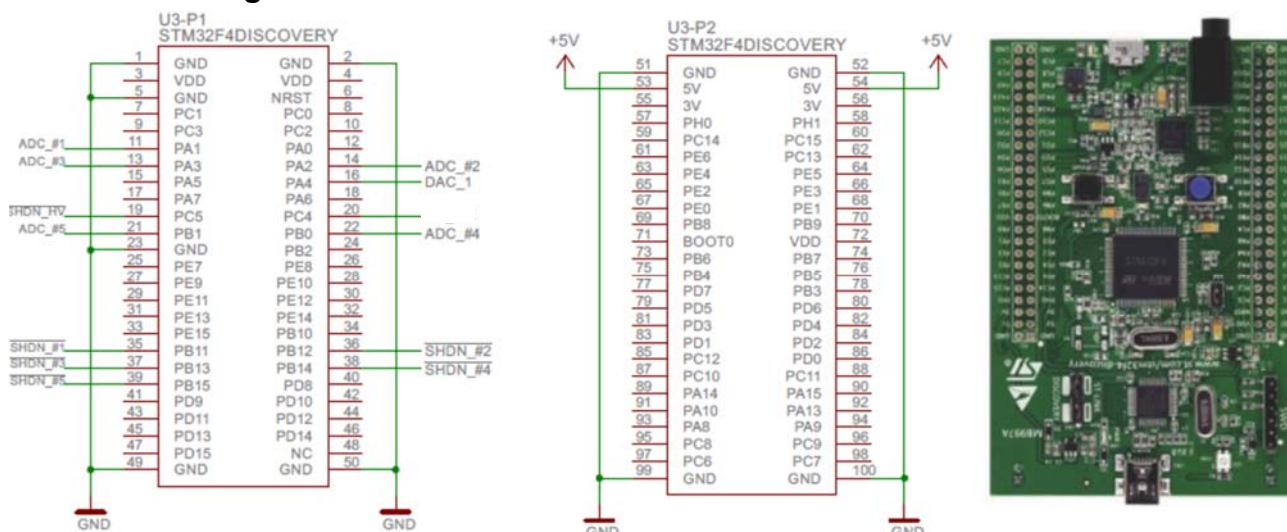 U3-P1
STM32F4DISCOVERY
1 GND GND 2
3 VDD VDD 4
5 GND NRST 6
7 PC1 PC0 8
9 PC3 PC2 10
ADC_#1 11 PA1 PA0 12
ADC_#3 13 PA3 PA2 14 ADC_#2
15 PA5 PA4 16 DAC_1
17 PA7 PA6 18
SHDN_HV 19 PC5 PC4 20
ADC_#5 21 PB1 PB0 22 ADC_#4
23 GND PB2 24
25 PE7 PE8 26
27 PE9 PE10 28
29 PE11 PE12 30
31 PE13 PE14 32
33 PE15 PB10 34
SHDN_#1 35 PB11 PB12 36 SHDN_#2
SHDN_#3 37 PB13 PB14 38 SHDN_#4
SHDN_#5 39 PB15 PD8 40
41 PD9 PD10 42
43 PD11 PD12 44
45 PD13 PD14 46
47 PD15 NC 48
49 GND GND 50
GND GND
U3-P2
STM32F4DISCOVERY
+5V +5V
51 GND GND 52
53 5V 5V 54
55 3V 3V 56
57 PH0 PH1 58
59 PC14 PC15 60
61 PE6 PC13 62
63 PE4 PE5 64
65 PE2 PE3 66
67 PE0 PE1 68
69 PB8 PB9 70
71 BOOT0 VDD 72
73 PB6 PB7 74
75 PB4 PB5 76
77 PD7 PB3 78
79 PD5 PD6 80
81 PD3 PD4 82
83 PD1 PD2 84
85 PC12 PD0 86
87 PC10 PC11 88
89 PA14 PA15 90
91 PA10 PA13 92
93 PA8 PA9 94
95 PC8 PC9 96
97 PC6 PC7 98
99 GND GND 100
GND GND
www.st.com/stm32f4-discovery
MB997A